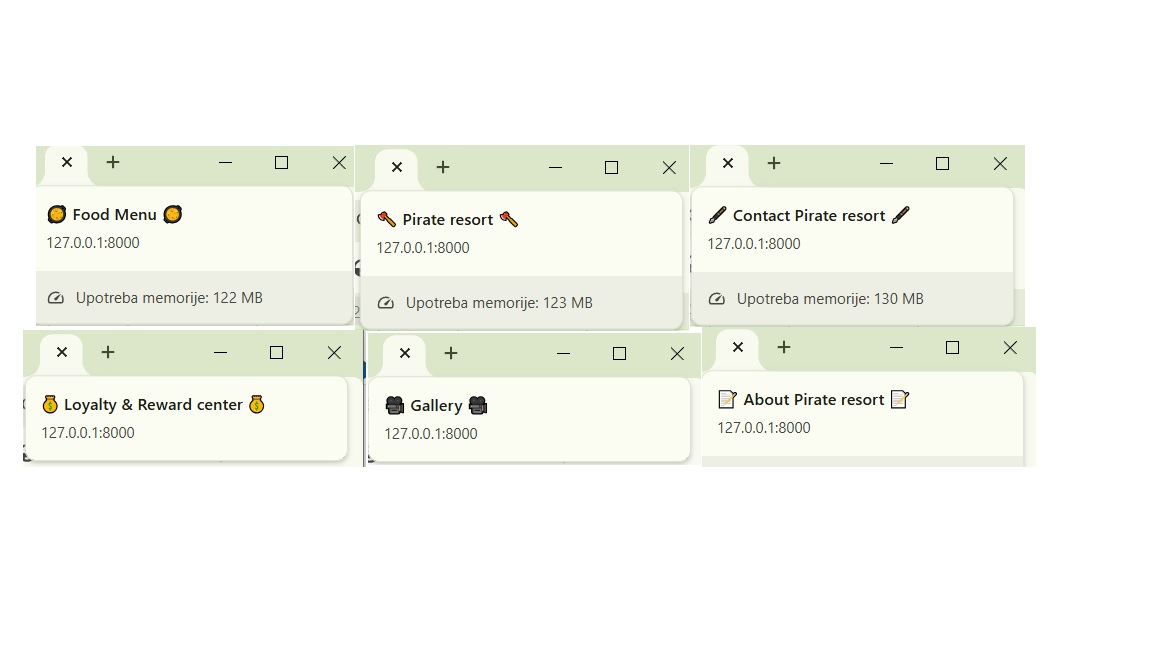 🥘 Food Menu 🥘
127.0.0.1:8000
Upotreba memorije: 122 MB
🪓 Pirate resort 🪓
127.0.0.1:8000
Upotreba memorije: 123 MB
🖋 Contact Pirate resort 🖋
127.0.0.1:8000
Upotreba memorije: 130 MB
💰 Loyalty & Reward center 💰
127.0.0.1:8000
🎥 Gallery 🎥
127.0.0.1:8000
📝 About Pirate resort 📝
127.0.0.1:8000